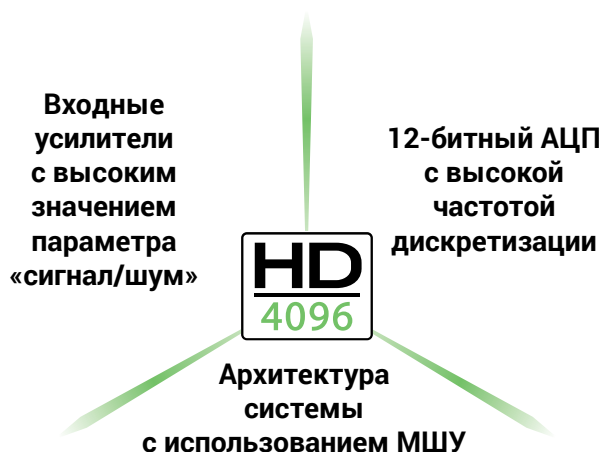 Входные
усилители
с высоким
значением
параметра
«сигнал/шум»
12-битный АЦП
с высокой
частотой
дискретизации
HD
4096
Архитектура
системы
с использованием МШУ